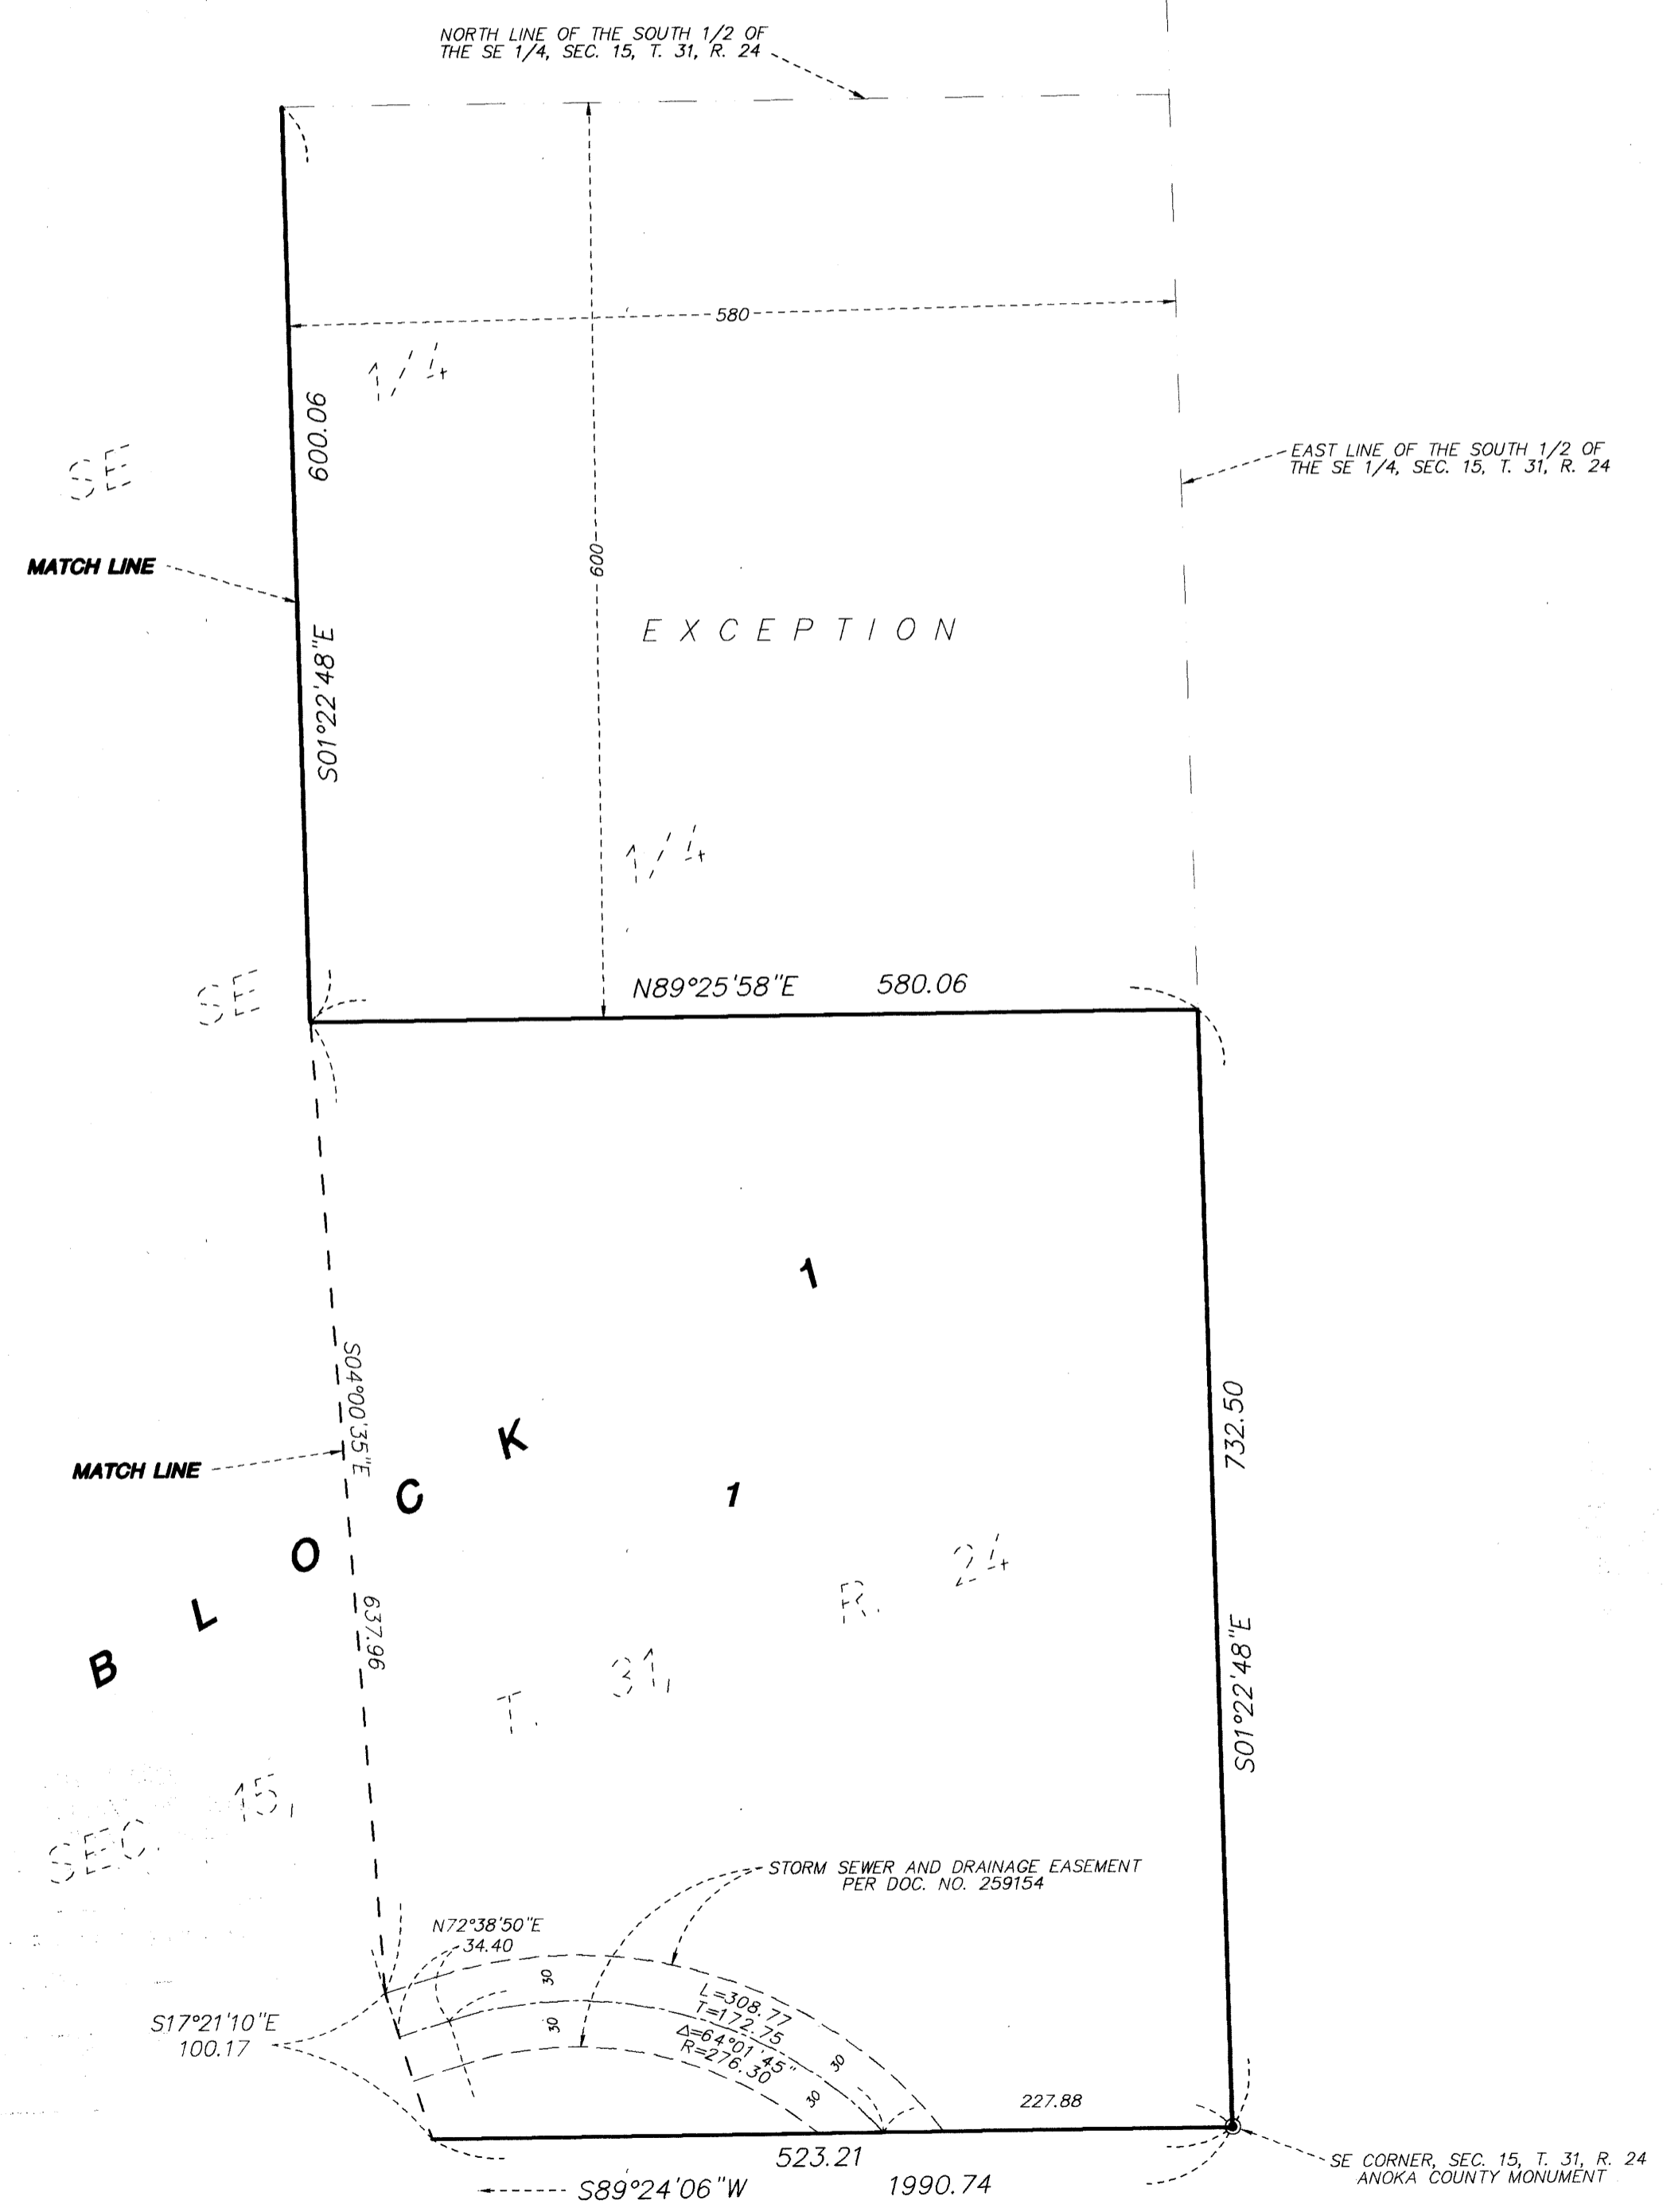 NORTH LINE OF THE SOUTH 1/2 OF
THE SE 1/4, SEC. 15, T. 31, R. 24
580
1/4
600.06
SE
EAST LINE OF THE SOUTH 1/2 OF
THE SE 1/4, SEC. 15, T. 31, R. 24
MATCH LINE
600
EXCEPTION
S01°22'48"E
1/4
SE
N89°25'58"E 580.06
1
S04°00'35"E
732.50
MATCH LINE
BLOCK 1
637.96
S01°22'48"E
SEC. 15, T. 31, R. 24
STORM SEWER AND DRAINAGE EASEMENT
PER DOC. NO. 259154
N72°38'50"E
34.40
30
30
L=308.77
T=172.75
Δ=64°01'45"
R=276.30
30
30
S17°21'10"E
100.17
227.88
523.21
S89°24'06"W 1990.74
SE CORNER, SEC. 15, T. 31, R. 24
ANOKA COUNTY MONUMENT